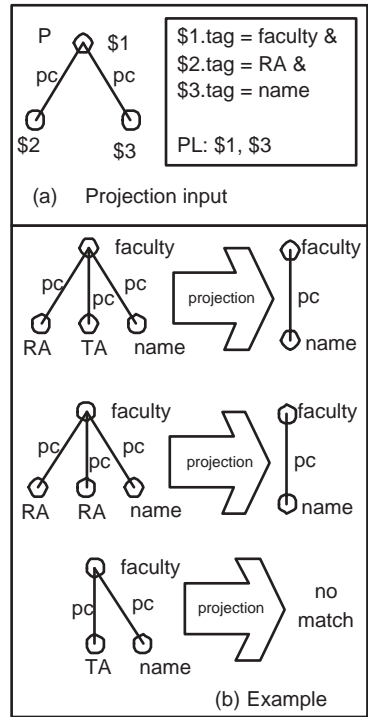 P $1
pc pc
$2 $3
$1.tag = faculty &
$2.tag = RA &
$3.tag = name
PL: $1, $3
(a) Projection input
faculty
pc pc pc
RA TA name
projection
faculty
pc
name
faculty
pc pc pc
RA RA name
projection
faculty
pc
name
faculty
pc pc
TA name
projection
no
match
(b) Example